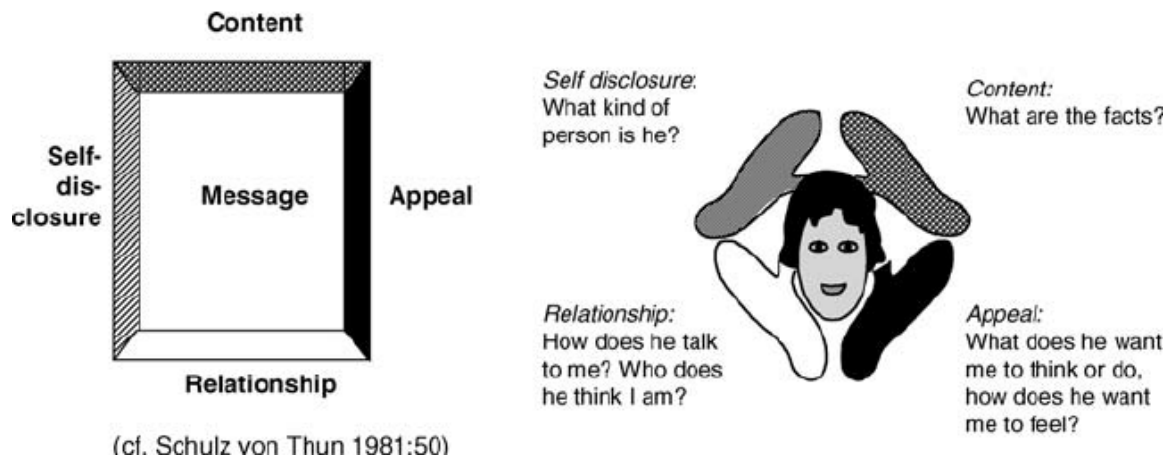 Content
Self-
dis-
closure
Message
Appeal
Relationship
(cf. Schulz von Thun 1981:50)
Self disclosure:
What kind of
person is he?
Content:
What are the facts?
Relationship:
How does he talk
to me? Who does
he think I am?
Appeal:
What does he want
me to think or do,
how does he want
me to feel?